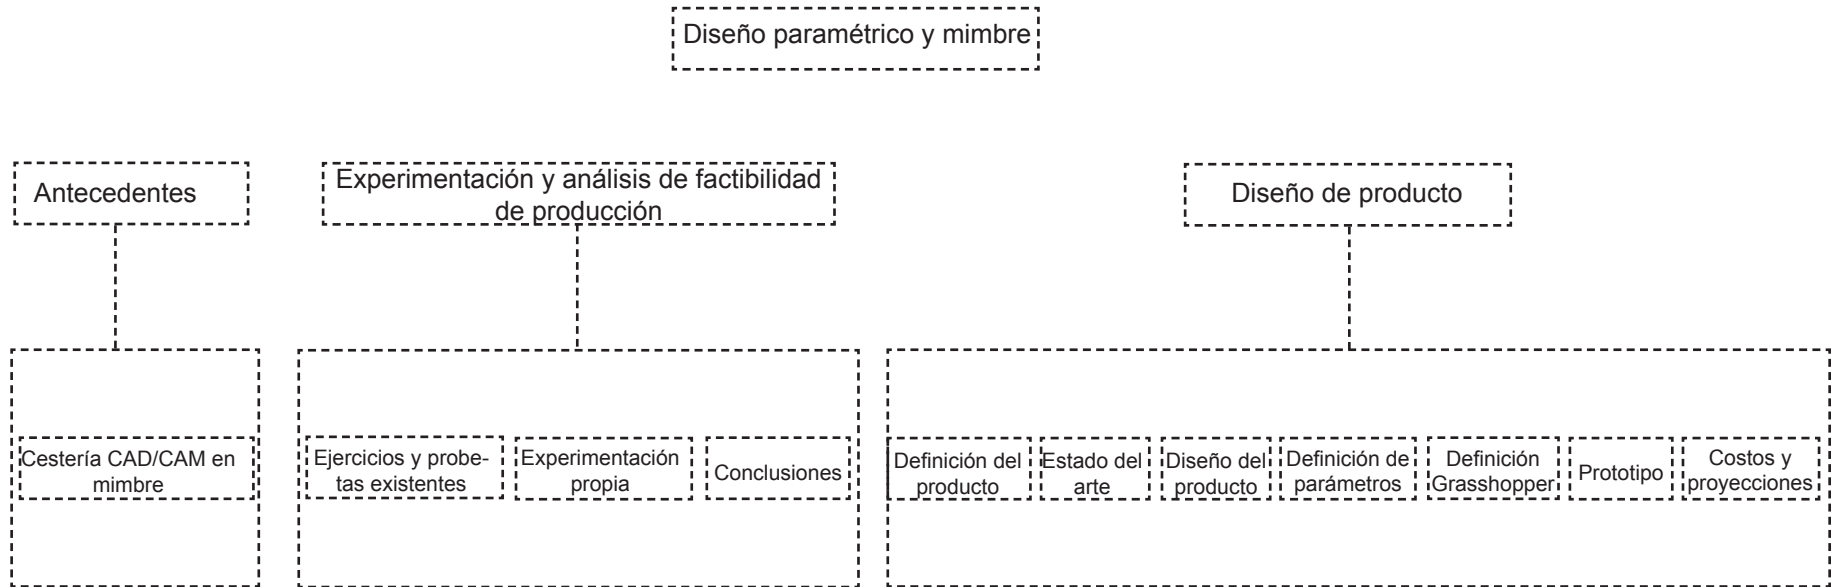 Diseño paramétrico y mimbre
Antecedentes
Experimentación y análisis de factibilidad
de producción
Diseño de producto
Cestería CAD/CAM en
mimbre
Ejercicios y probe-
tas existentes
Experimentación
propia
Conclusiones
Definición del
producto
Estado del
arte
Diseño del
producto
Definición de
parámetros
Definición
Grasshopper
Prototipo
Costos y
proyecciones